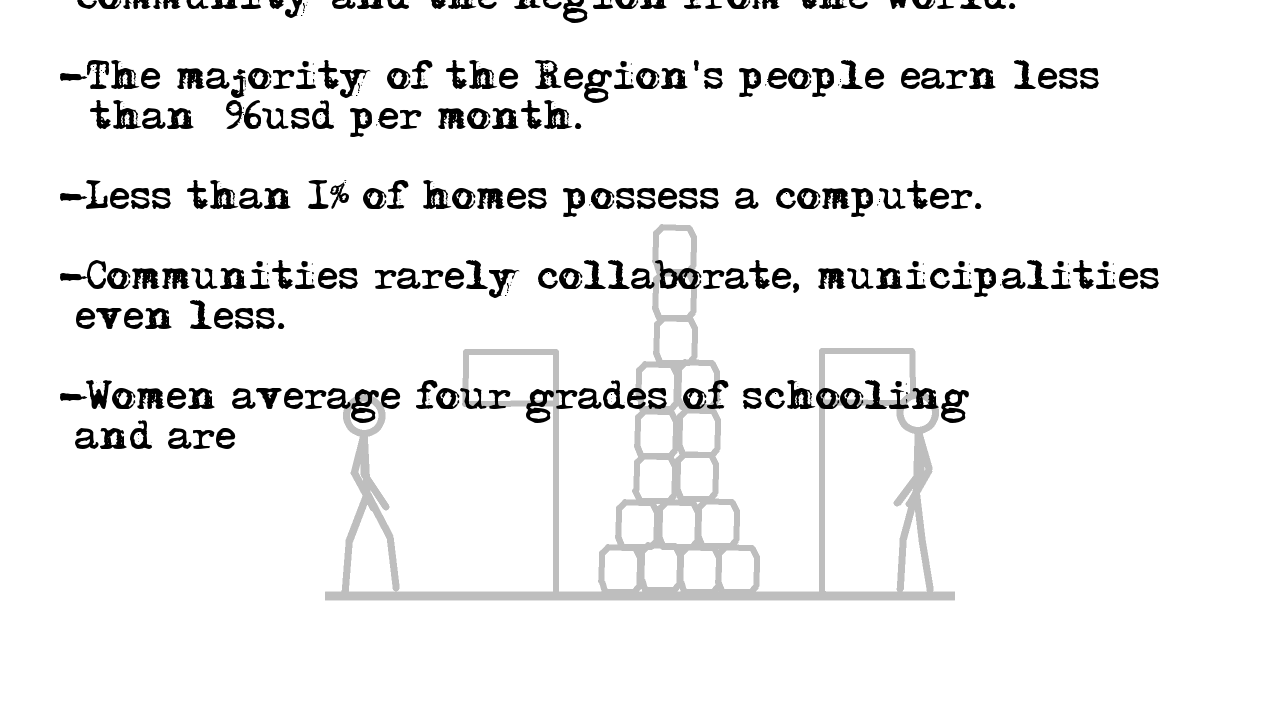 community and the Region from the world.
-The majority of the Region's people earn less
than 96usd per month.
-Less than 1% of homes possess a computer.
-Communities rarely collaborate, municipalities
even less.
-Women average four grades of schooling
and are